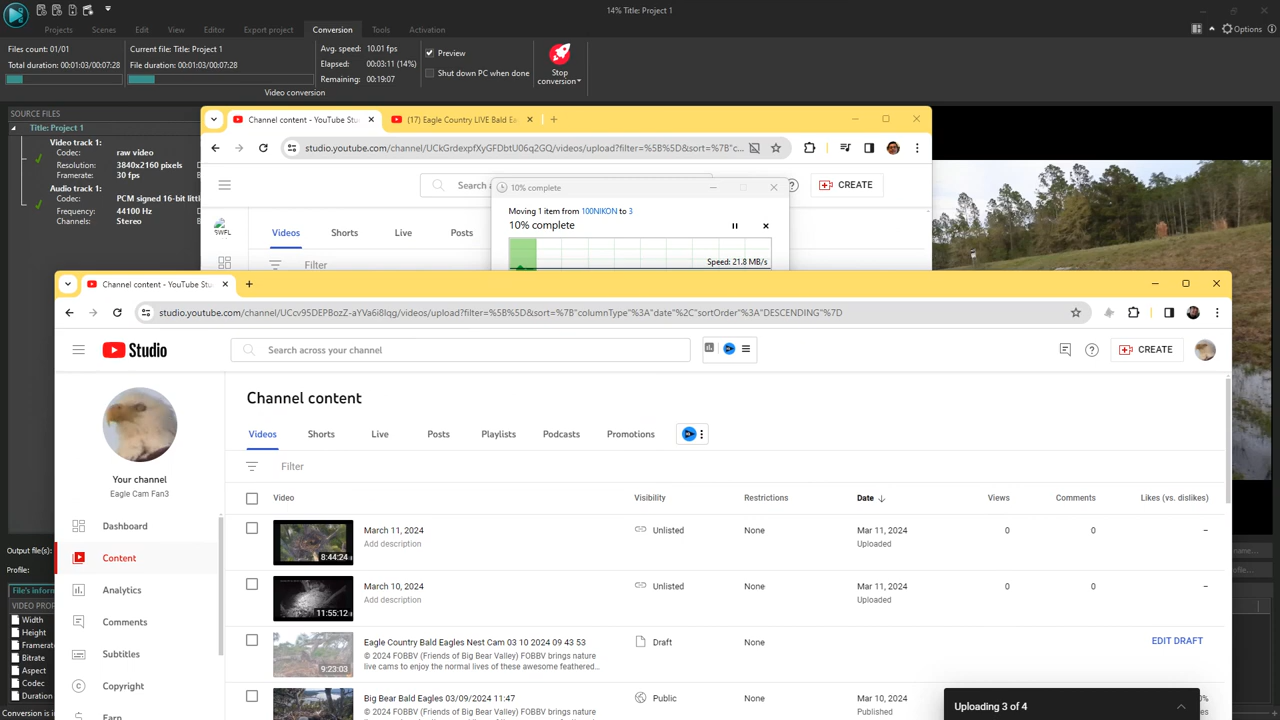 14% Title: Project 1
Projects Scenes Edit View Editor Export project Conversion Tools Activation Options
Files count: 01/01
Total duration: 00:01:03/00:07:28
Current file: Title: Project 1
File duration: 00:01:03/00:07:28
Avg. speed: 10.01 fps
Elapsed: 00:03:11 (14%)
Remaining: 00:19:07
Preview
Shut down PC when done
Stop
conversion
Video conversion
SOURCE FILES
Title: Project 1
Video track 1:
Codec: raw video
Resolution: 3840x2160 pixels
Framerate: 30 fps
Audio track 1:
Codec: PCM signed 16-bit
Frequency: 44100 Hz
Channels: Stereo
Channel content - YouTube Stu
(17) Eagle Country LIVE Bald Ea
studio.youtube.com/channel/UCkGrdexpfXyGFDbtU06q2GQ/videos/upload?filter=%5B%5D&sort=%7B"c...
CREATE
SWFL
Videos Shorts Live Posts
Filter
10% complete
Moving 1 item from 100NIKON to 3
10% complete
Speed: 21.8 MB/s
Channel content - YouTube Stu
studio.youtube.com/channel/UCcv95DEPBozZ-aYVa6i8lqg/videos/upload?filter=%5B%5D&sort=%7B"columnType"%3A"date"%2C"sortOrder"%3A"DESCENDING"%7D
Studio
Search across your channel
CREATE
Channel content
Videos Shorts Live Posts Playlists Podcasts Promotions
Filter
Your channel
Eagle Cam Fan3
Dashboard
Content
Analytics
Comments
Subtitles
Copyright
Earn
Video Visibility Restrictions Date Views Comments Likes (vs. dislikes)
March 11, 2024 Unlisted None Mar 11, 2024 0 0 –
Add description Uploaded
8:44:24
March 10, 2024 Unlisted None Mar 11, 2024 0 0 –
Add description Uploaded
11:55:12
Eagle Country Bald Eagles Nest Cam 03 10 2024 09 43 53 Draft None EDIT DRAFT
© 2024 FOBBV (Friends of Big Bear Valley) FOBBV brings nature
live cams to enjoy the normal lives of these awesome feathered...
9:23:03
Big Bear Bald Eagles 03/09/2024 11:47 Public None Mar 10, 2024
© 2024 FOBBV (Friends of Big Bear Valley) FOBBV brings nature Published
Uploading 3 of 4
Output file(s):
Profile:
File's inform
VIDEO PROP
Width
Height
Framerate
Bitrate
Aspect
Codec
Duration
Conversion is in